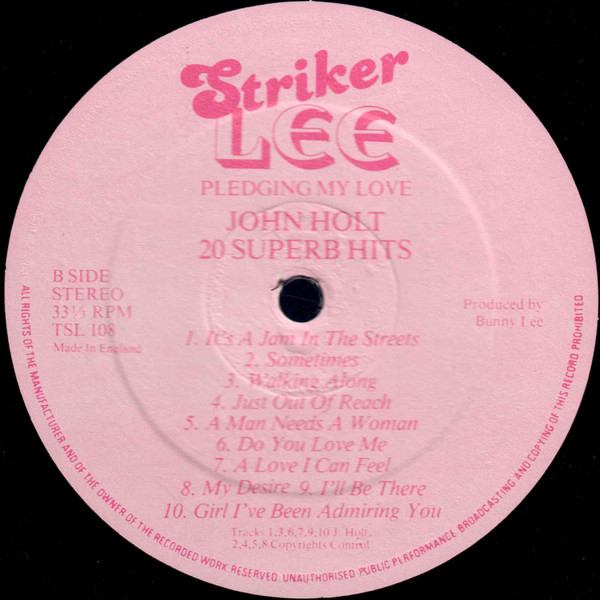 Striker
LEE
PLEDGING MY LOVE
JOHN HOLT
20 SUPERB HITS
B SIDE
STEREO
33⅓ RPM
TSL 108
Made In England
Produced by
Bunny Lee
1. It's A Jam In The Streets
2. Sometimes
3. Walking Along
4. Just Out Of Reach
5. A Man Needs A Woman
6. Do You Love Me
7. A Love I Can Feel
8. My Desire 9. I'll Be There
10. Girl I've Been Admiring You
Tracks 1,3,6,7,9,10 J. Holt,
2,4,5,8 Copyrights Control
ALL RIGHTS OF THE MANUFACTURER AND OF THE OWNER OF THE RECORDED WORK RESERVED. UNAUTHORISED PUBLIC PERFORMANCE BROADCASTING AND COPYING OF THIS RECORD PROHIBITED